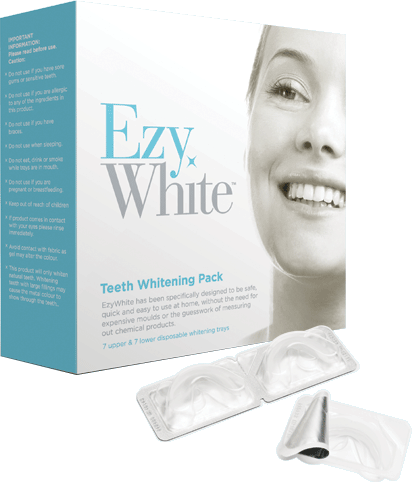 IMPORTANT
INFORMATION:
Please read before use
Caution:
• Do not use if you have sore
gums or sensitive teeth.
• Do not use if you are allergic
to any of the ingredients in
this product.
• Do not use if you have
braces.
• Do not use when sleeping.
• Do not eat, drink or smoke
while trays are in mouth.
• Do not use if you are
pregnant or breastfeeding.
• Keep out of reach of children
• If product comes in contact
with your eyes please rinse
immediately.
• Avoid contact with fabric as
gel may alter the colour.
• This product will only whiten
natural teeth. Whitening
teeth with large fillings may
cause the metal colour to
show through the teeth.
Ezy
White™
Teeth Whitening Pack
EzyWhite has been specifically designed to be safe,
quick and easy to use at home, without the need for
expensive moulds or the guesswork of measuring
out chemical products.
7 upper & 7 lower disposable whitening trays